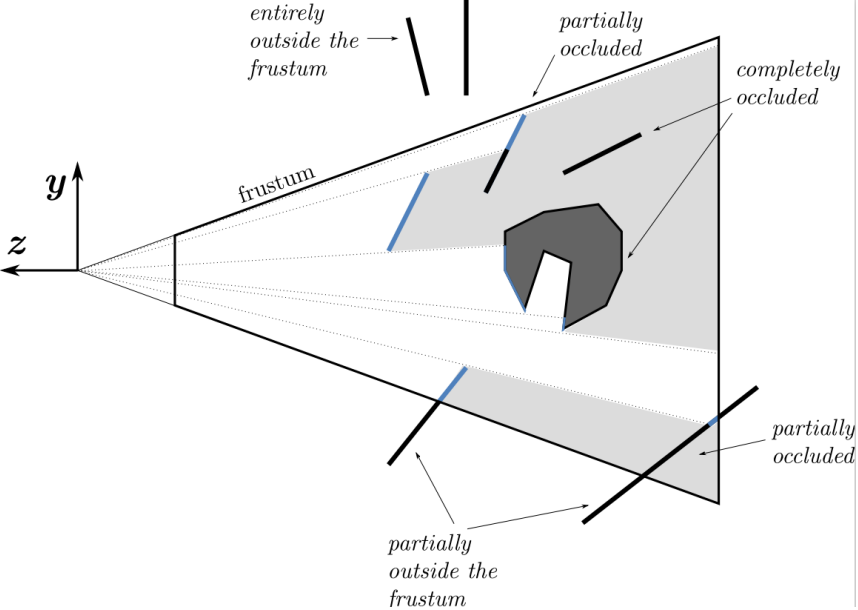 entirely
outside the
frustum
partially
occluded
completely
occluded
frustum
y
z
partially
occluded
partially
outside the
frustum